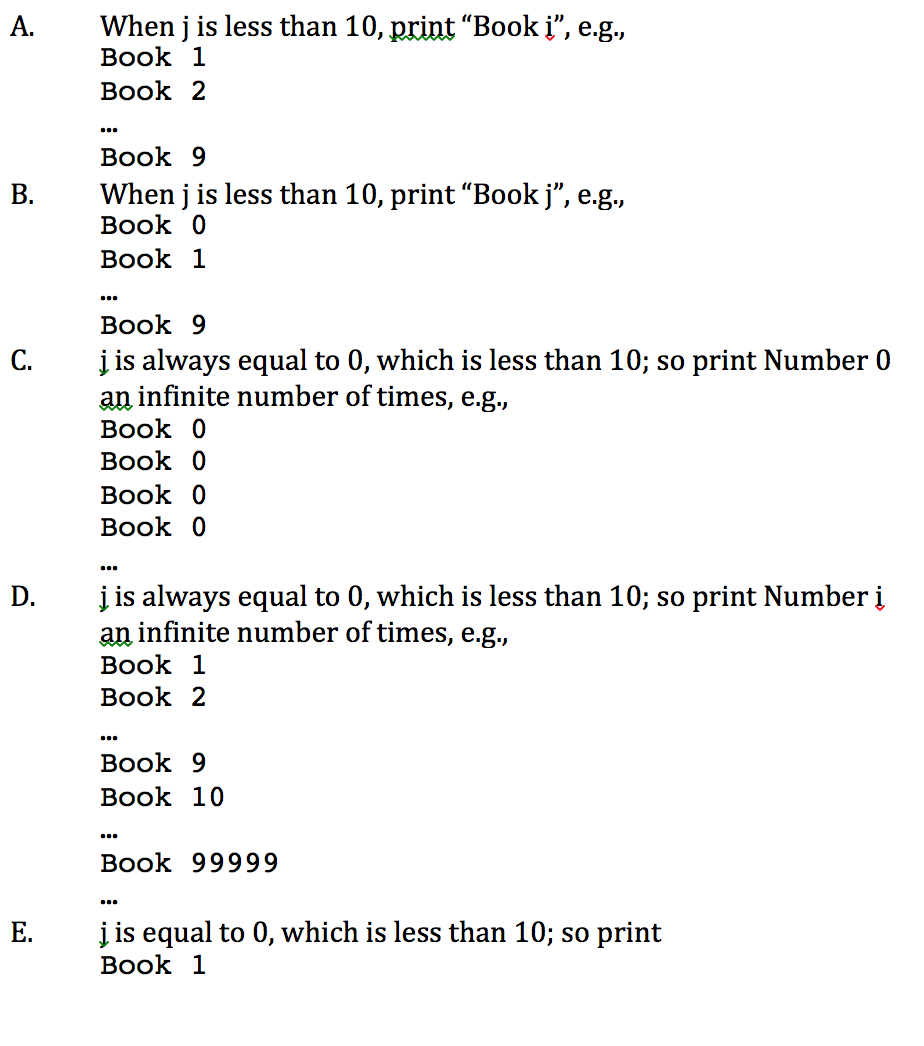 A. When j is less than 10, print “Book i”, e.g.,
Book 1
Book 2
…
Book 9
B. When j is less than 10, print “Book j”, e.g.,
Book 0
Book 1
…
Book 9
C. j is always equal to 0, which is less than 10; so print Number 0
an infinite number of times, e.g.,
Book 0
Book 0
Book 0
Book 0
…
D. j is always equal to 0, which is less than 10; so print Number i
an infinite number of times, e.g.,
Book 1
Book 2
…
Book 9
Book 10
…
Book 99999
…
E. j is equal to 0, which is less than 10; so print
Book 1